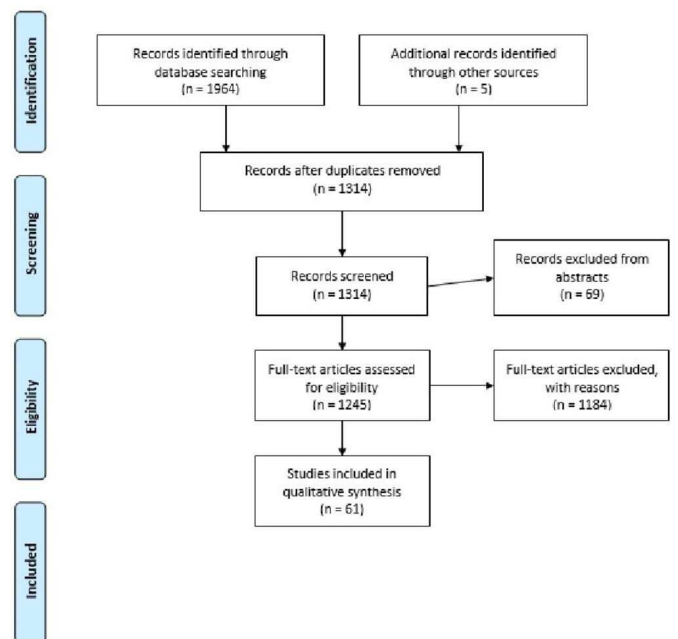 Identification
Records identified through
database searching
(n = 1964)
Additional records identified
through other sources
(n = 5)
Records after duplicates removed
(n = 1314)
Screening
Records screened
(n = 1314)
Records excluded from
abstracts
(n = 69)
Eligibility
Full-text articles assessed
for eligibility
(n = 1245)
Full-text articles excluded,
with reasons
(n = 1184)
Studies included in
qualitative synthesis
(n = 61)
Included